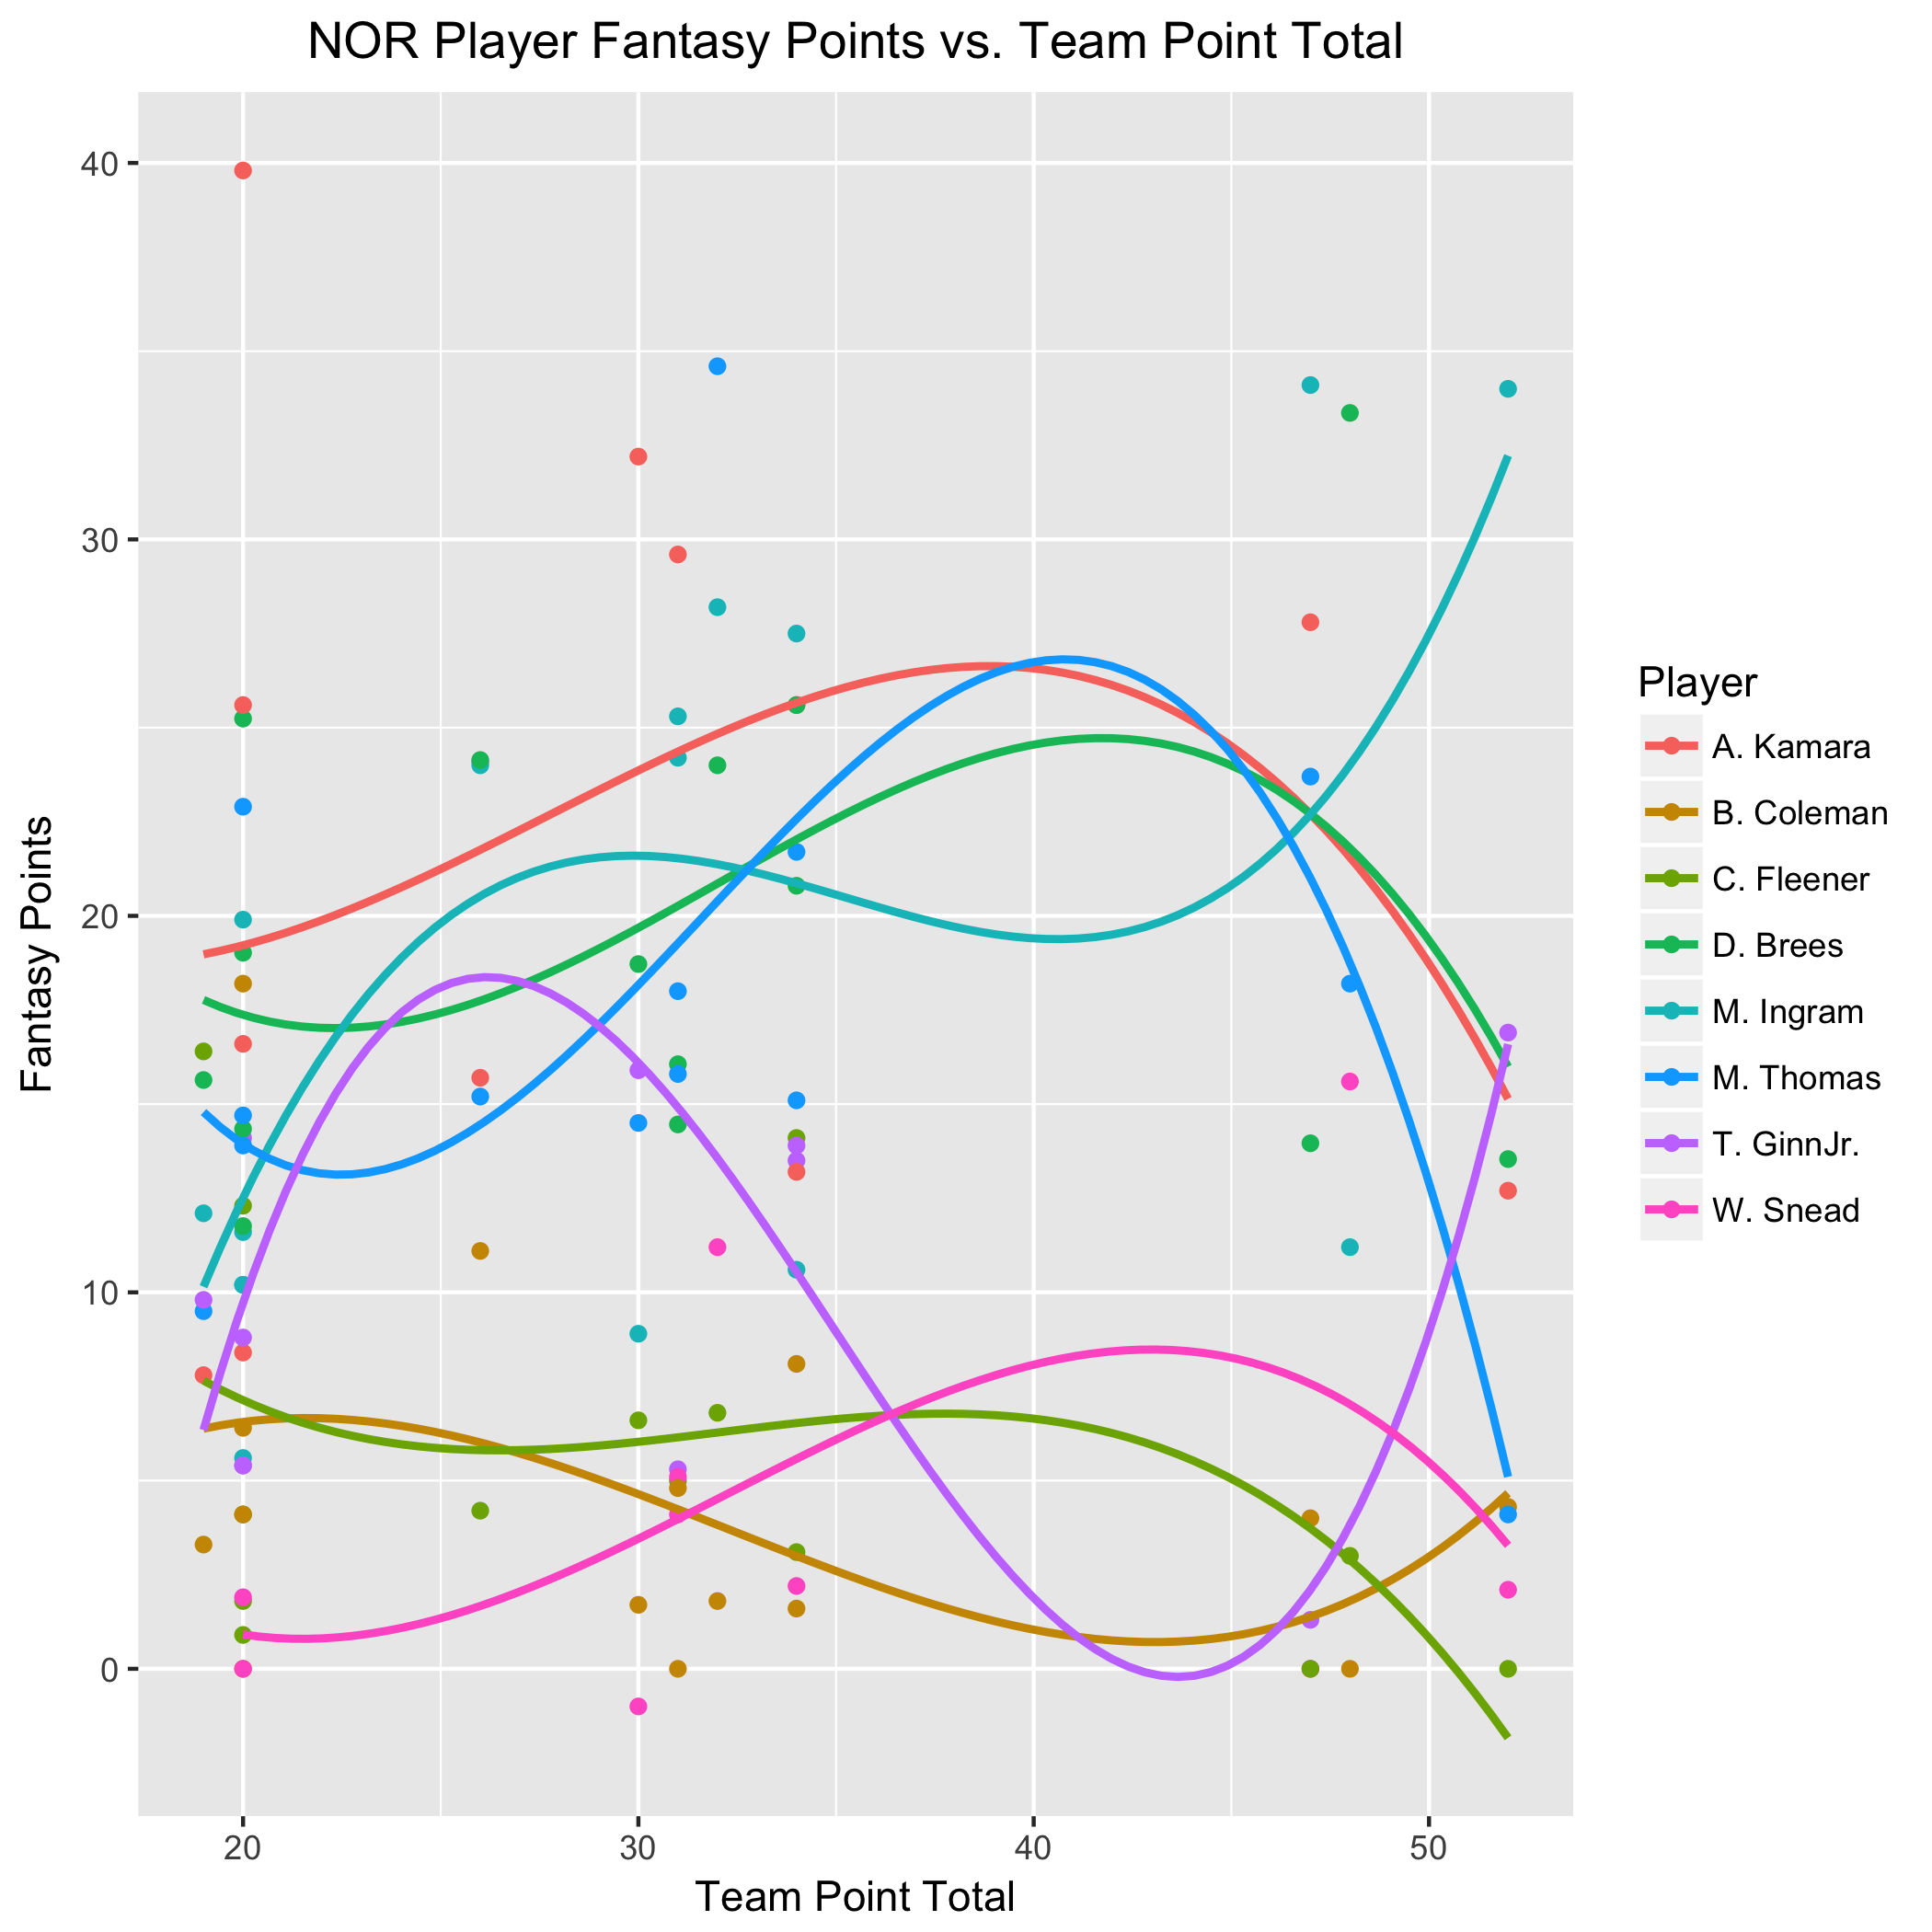 NOR Player Fantasy Points vs. Team Point Total
40
30
20
10
0
Fantasy Points
20
30
40
50
Team Point Total
Player
A. Kamara
B. Coleman
C. Fleener
D. Brees
M. Ingram
M. Thomas
T. GinnJr.
W. Snead